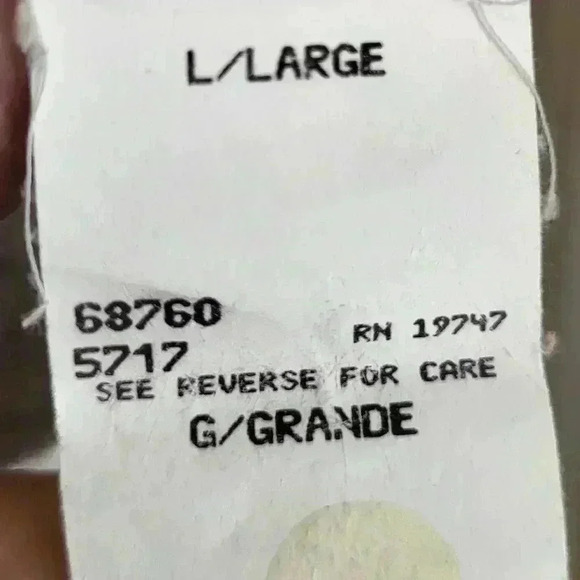 L/LARGE
68760
RN 19747
5717
SEE REVERSE FOR CARE
G/GRANDE